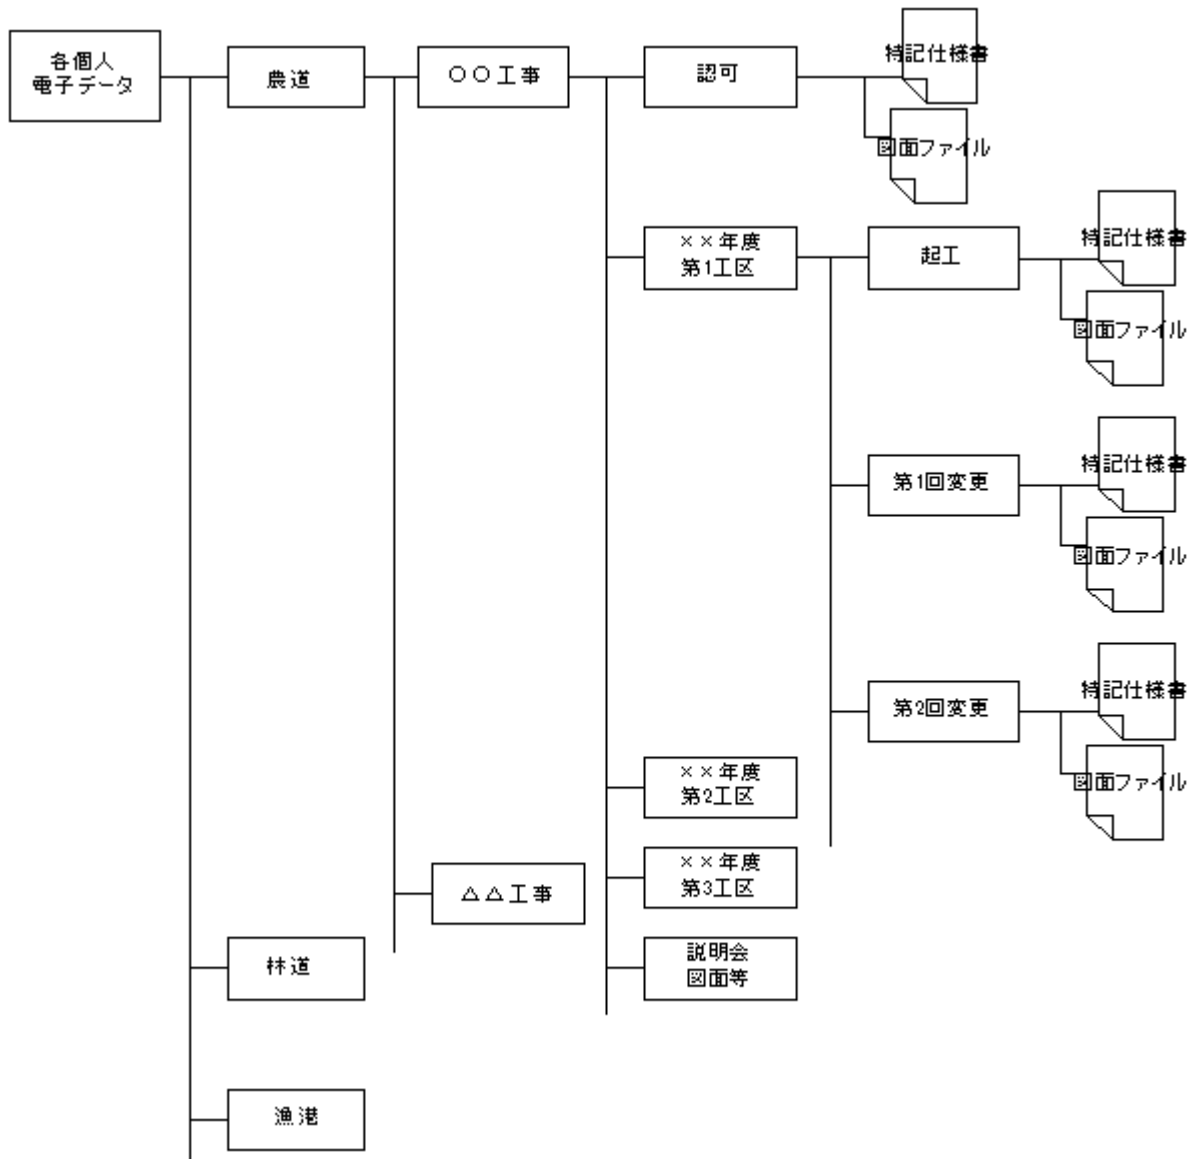 各個人
電子データ
農道
○○工事
認可
特記仕様書
図面ファイル
××年度
第1工区
起工
特記仕様書
図面ファイル
第1回変更
特記仕様書
図面ファイル
第2回変更
特記仕様書
図面ファイル
××年度
第2工区
××年度
第3工区
△△工事
説明会
図面等
林道
漁港